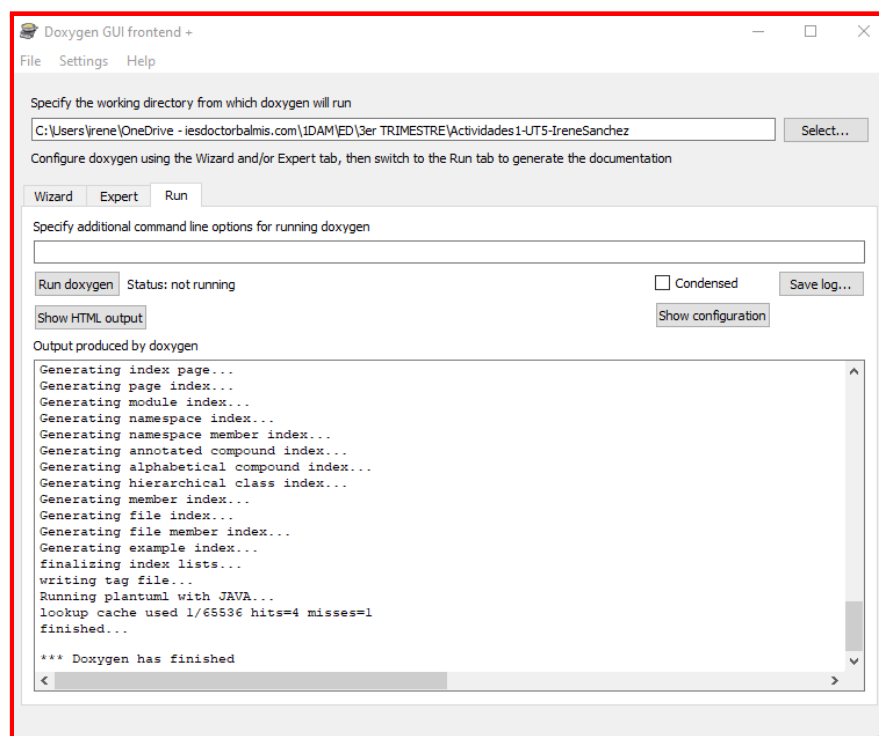 Doxygen GUI frontend +
File Settings Help
Specify the working directory from which doxygen will run
C:\Users\irene\OneDrive - iesdoctorbalmis.com\1DAM\ED\3er TRIMESTRE\Actividades1-UT5-IreneSanchez Select...
Configure doxygen using the Wizard and/or Expert tab, then switch to the Run tab to generate the documentation
Wizard Expert Run
Specify additional command line options for running doxygen
Run doxygen Status: not running Condensed Save log...
Show HTML output Show configuration
Output produced by doxygen
Generating index page...
Generating page index...
Generating module index...
Generating namespace index...
Generating namespace member index...
Generating annotated compound index...
Generating alphabetical compound index...
Generating hierarchical class index...
Generating member index...
Generating file index...
Generating file member index...
Generating example index...
finalizing index lists...
writing tag file...
Running plantuml with JAVA...
lookup cache used 1/65536 hits=4 misses=1
finished...
*** Doxygen has finished